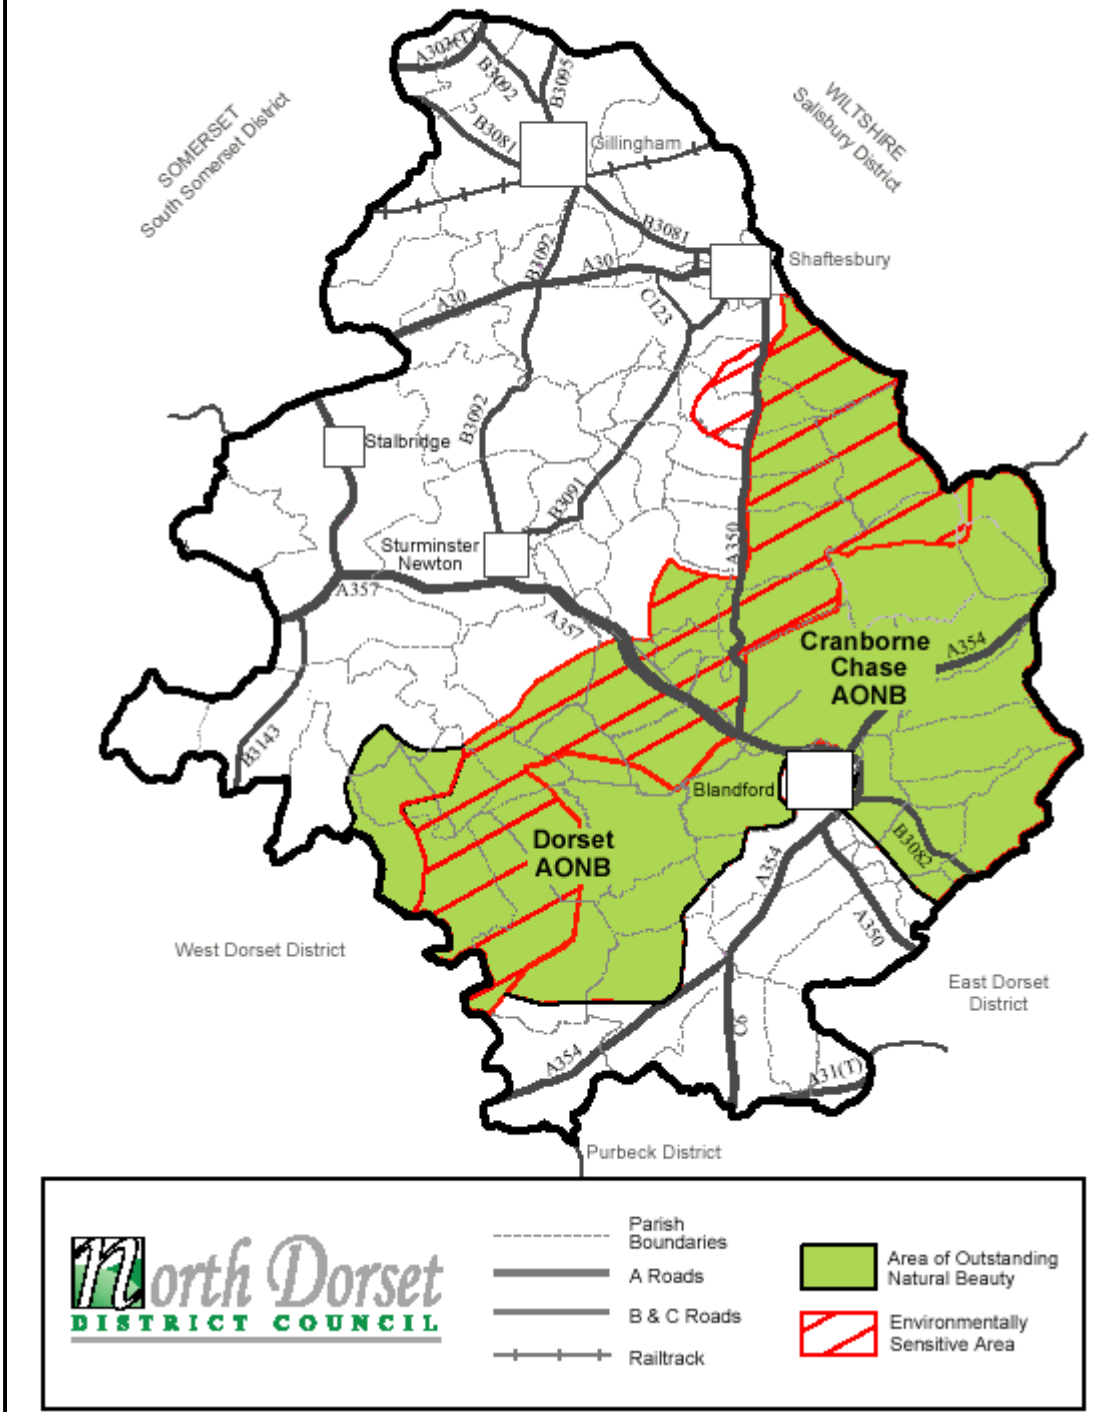 A303(T)
B3092
B3095
B3081
Gillingham
SOMERSET
South Somerset District
WILTSHIRE
Salisbury District
B3081
B3092
A30
A30
Shaftesbury
C123
Stalbridge
B3092
B3091
Sturminster
Newton
A350
A357
A357
Cranborne
Chase
AONB
A354
B3143
Blandford
Dorset
AONB
B3082
A354
A350
West Dorset District
East Dorset
District
C6
A354
A31(T)
Purbeck District
North Dorset
DISTRICT COUNCIL
Parish
Boundaries
A Roads
B & C Roads
Railtrack
Area of Outstanding
Natural Beauty
Environmentally
Sensitive Area